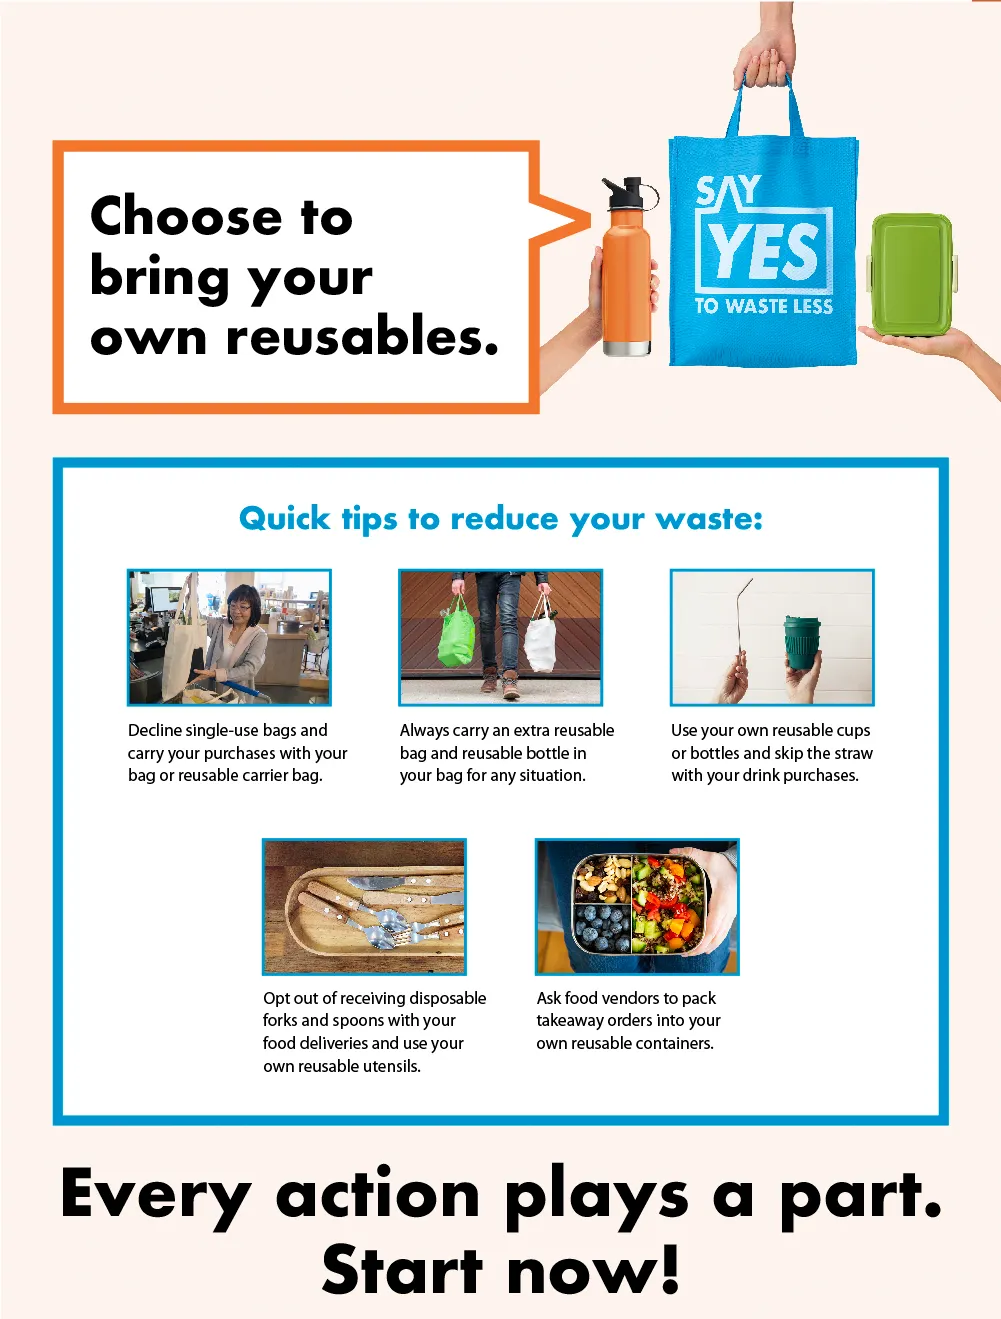 Choose to
bring your
own reusables.
SAY
YES
TO WASTE LESS
Quick tips to reduce your waste:
Decline single-use bags and
carry your purchases with your
bag or reusable carrier bag.
Always carry an extra reusable
bag and reusable bottle in
your bag for any situation.
Use your own reusable cups
or bottles and skip the straw
with your drink purchases.
Opt out of receiving disposable
forks and spoons with your
food deliveries and use your
own reusable utensils.
Ask food vendors to pack
takeaway orders into your
own reusable containers.
Every action plays a part.
Start now!